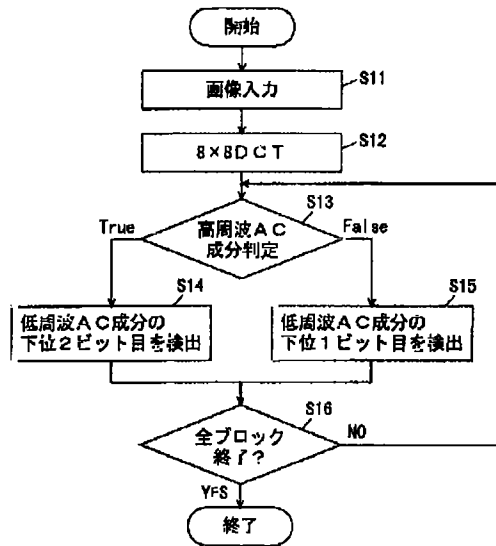 開始
画像入力
S11
8×8DCT
S12
S13
True
高周波AC
成分判定
False
S14
低周波AC成分の
下位2ビット目を検出
S15
低周波AC成分の
下位1ビット目を検出
S16
全ブロック
終了?
NO
YES
終了